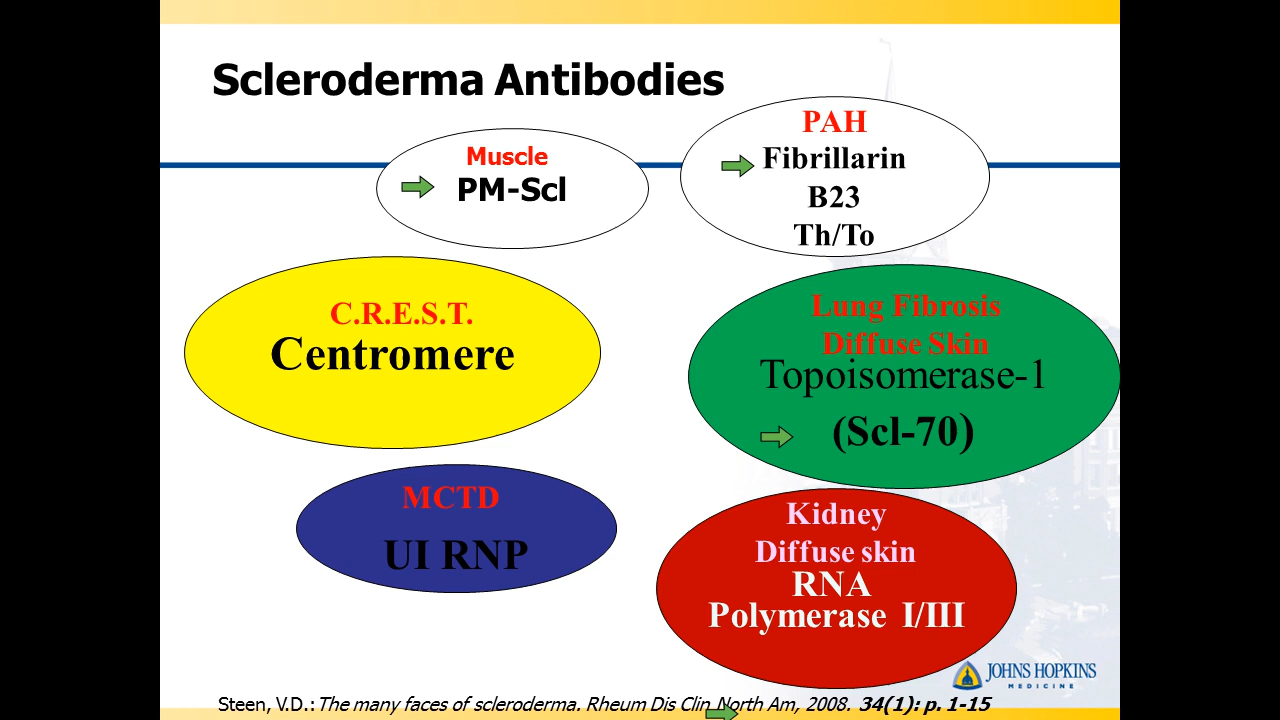 Scleroderma Antibodies
Muscle
PM-Scl
PAH
Fibrillarin
B23
Th/To
C.R.E.S.T.
Centromere
Lung Fibrosis
Diffuse Skin
Topoisomerase-1
(Scl-70)
MCTD
UI RNP
Kidney
Diffuse skin
RNA
Polymerase I/III
JOHNS HOPKINS
MEDICINE
Steen, V.D.: The many faces of scleroderma. Rheum Dis Clin North Am, 2008. 34(1): p. 1-15